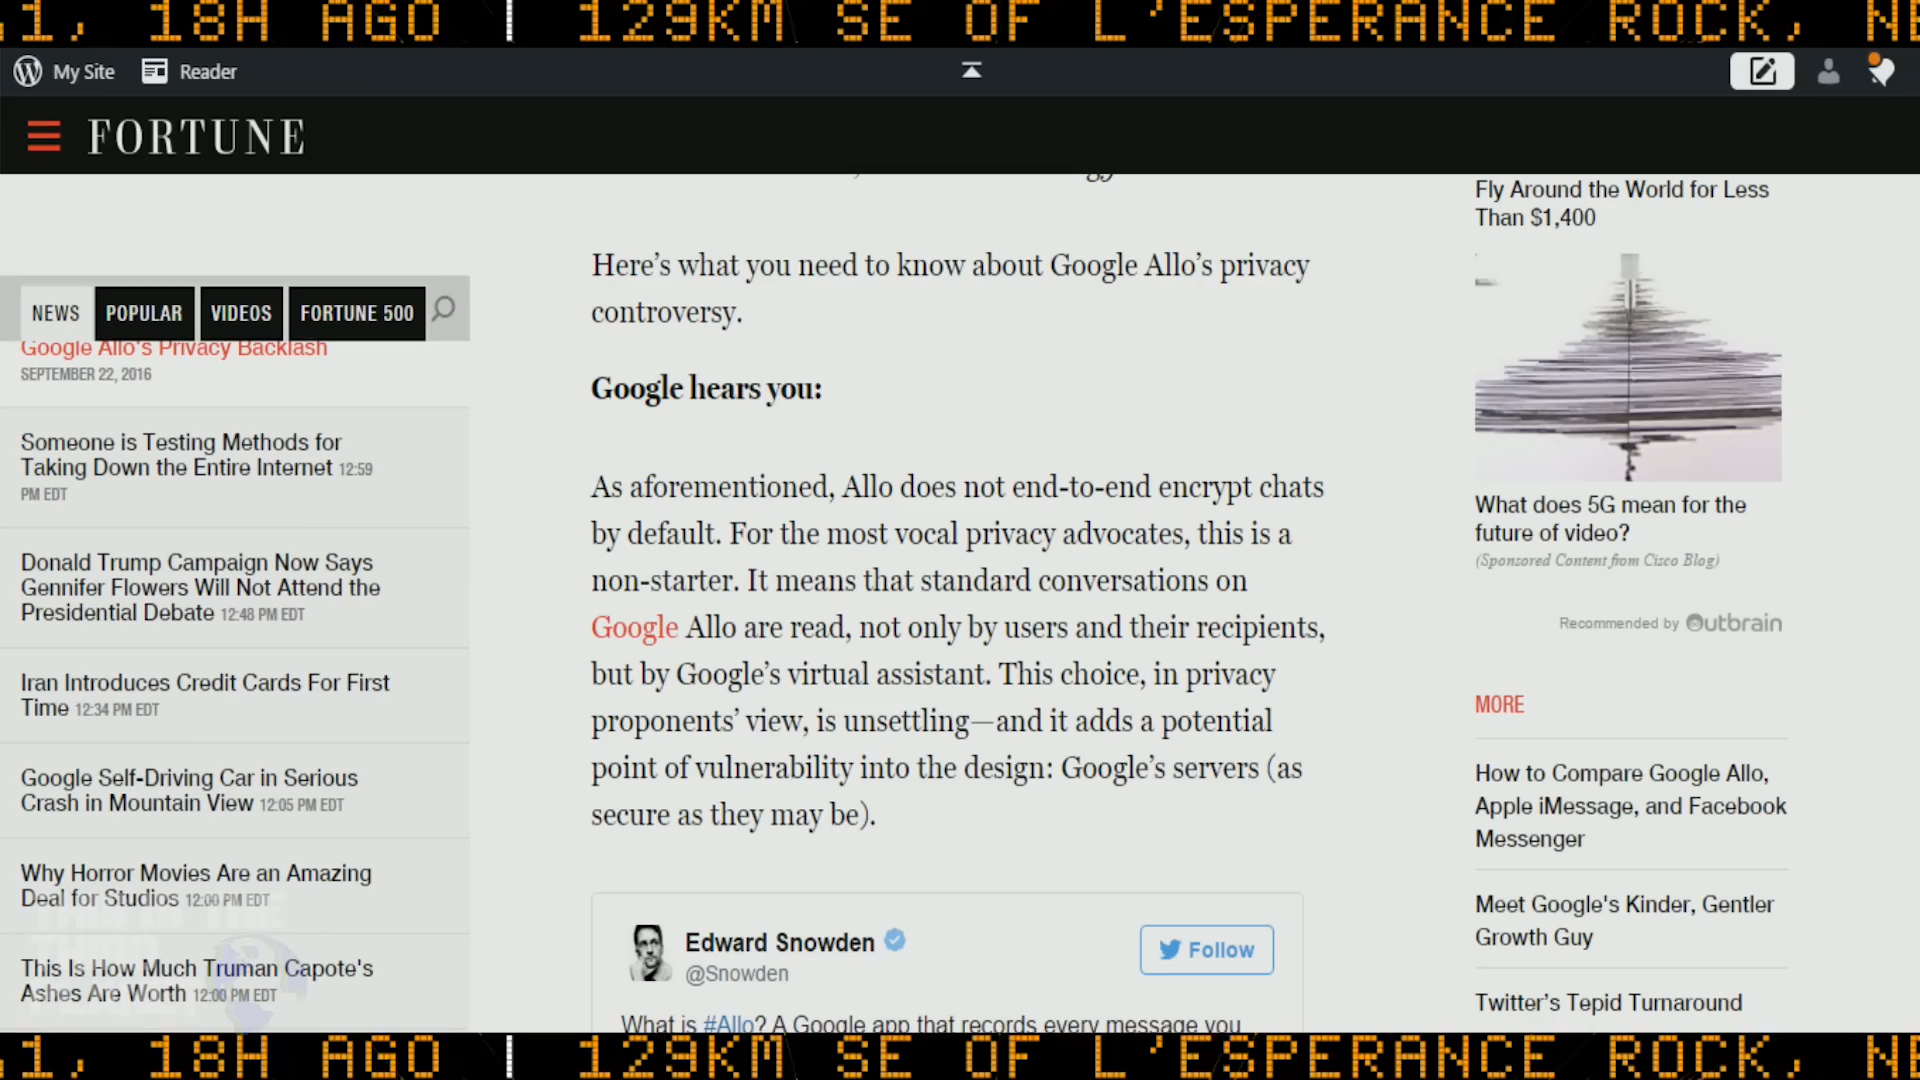 1, 18H AGO | 129KM SE OF L'ESPERANCE ROCK, NE
My Site
Reader
FORTUNE
Here's what you need to know about Google Allo's privacy
controversy.
Google hears you:
As aforementioned, Allo does not end-to-end encrypt chats
by default. For the most vocal privacy advocates, this is a
non-starter. It means that standard conversations on
Google Allo are read, not only by users and their recipients,
but by Google's virtual assistant. This choice, in privacy
proponents' view, is unsettling—and it adds a potential
point of vulnerability into the design: Google's servers (as
secure as they may be).
Edward Snowden
@Snowden
Follow
What is #Allo? A Google app that records every message you
NEWS
POPULAR
VIDEOS
FORTUNE 500
Google Allo's Privacy Backlash
SEPTEMBER 22, 2016
Someone is Testing Methods for
Taking Down the Entire Internet 12:59
PM EDT
Donald Trump Campaign Now Says
Gennifer Flowers Will Not Attend the
Presidential Debate 12:48 PM EDT
Iran Introduces Credit Cards For First
Time 12:34 PM EDT
Google Self-Driving Car in Serious
Crash in Mountain View 12:05 PM EDT
Why Horror Movies Are an Amazing
Deal for Studios 12:00 PM EDT
This Is How Much Truman Capote's
Ashes Are Worth 12:00 PM EDT
THIS IS THE
Fly Around the World for Less
Than $1,400
What does 5G mean for the
future of video?
(Sponsored Content from Cisco Blog)
Recommended by Outbrain
MORE
How to Compare Google Allo,
Apple iMessage, and Facebook
Messenger
Meet Google's Kinder, Gentler
Growth Guy
Twitter's Tepid Turnaround
1, 18H AGO | 129KM SE OF L'ESPERANCE ROCK, NE